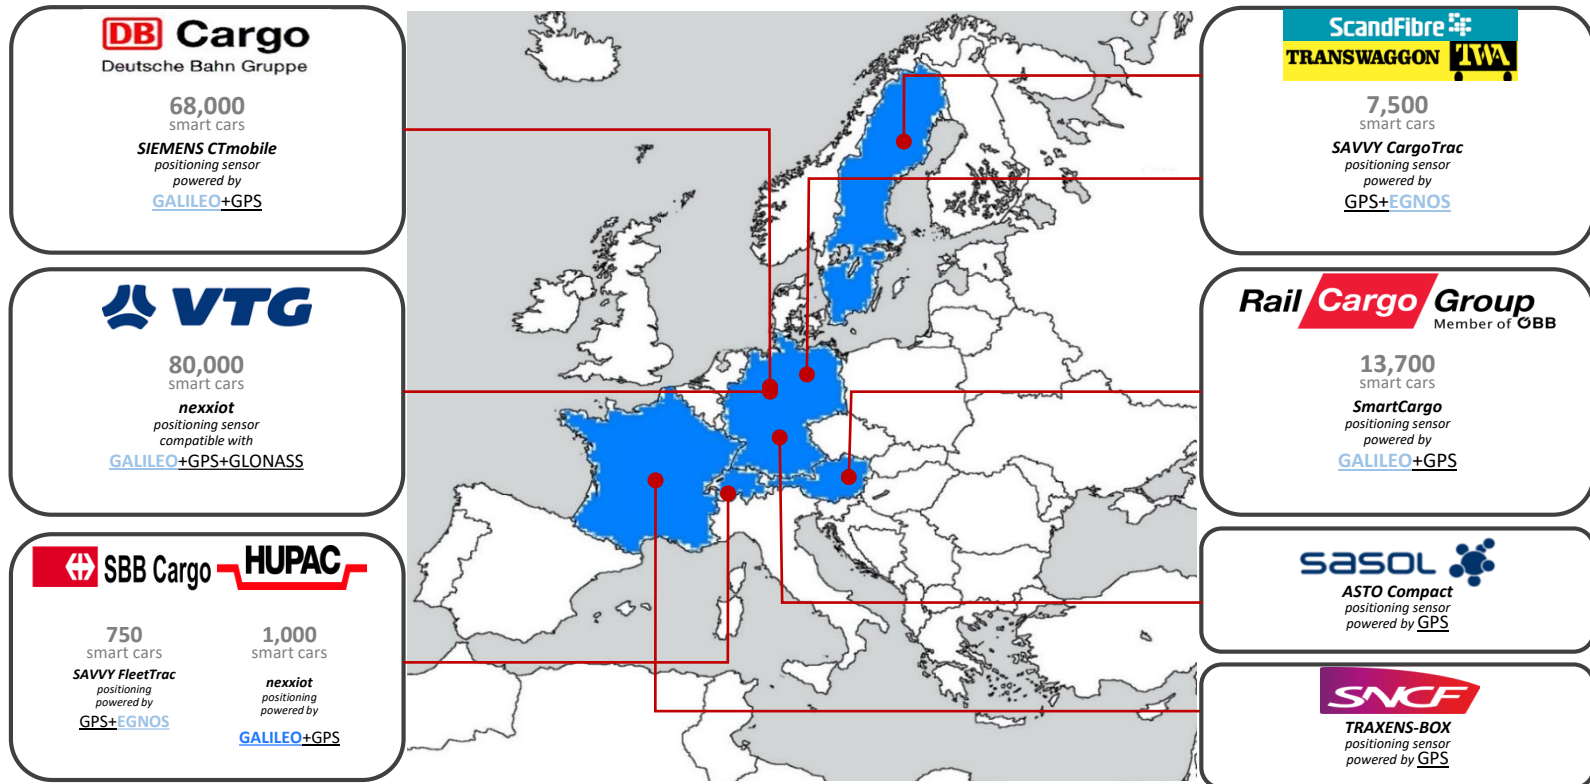 DB Cargo
Deutsche Bahn Gruppe
68,000
smart cars
SIEMENS CTmobile
positioning sensor
powered by
GALILEO+GPS
VTG
80,000
smart cars
nexxiot
positioning sensor
compatible with
GALILEO+GPS+GLONASS
SBB Cargo
HUPAC
750
smart cars
SAVVY FleetTrac
positioning
powered by
GPS+EGNOS
1,000
smart cars
nexxiot
positioning
powered by
GALILEO+GPS
ScandFibre
TRANSWAGGON TWA
7,500
smart cars
SAVVY CargoTrac
positioning sensor
powered by
GPS+EGNOS
Rail Cargo Group
Member of ÖBB
13,700
smart cars
SmartCargo
positioning sensor
powered by
GALILEO+GPS
sasol
ASTO Compact
positioning sensor
powered by GPS
SNCF
TRAXENS-BOX
positioning sensor
powered by GPS